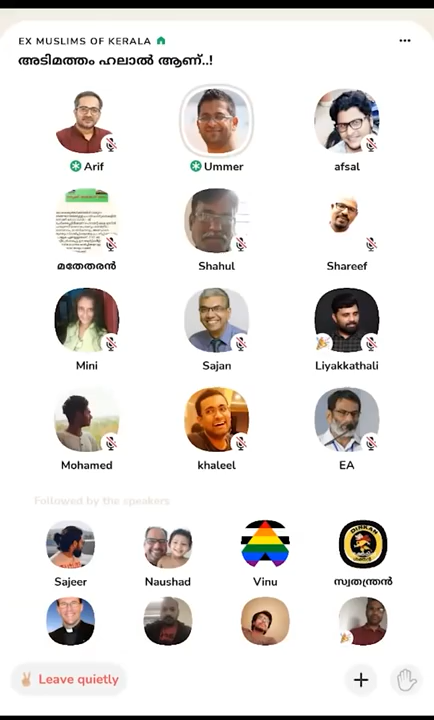 EX MUSLIMS OF KERALA
അടിമത്തം ഹലാൽ ആണ്..!
Arif
Ummer
afsal
മതേതരൻ
Shahul
Shareef
Mini
Sajan
Liyakkathali
Mohamed
khaleel
EA
Followed by the speakers
Sajeer
Naushad
Vinu
സ്വതന്ത്രൻ
DINKAN
Leave quietly